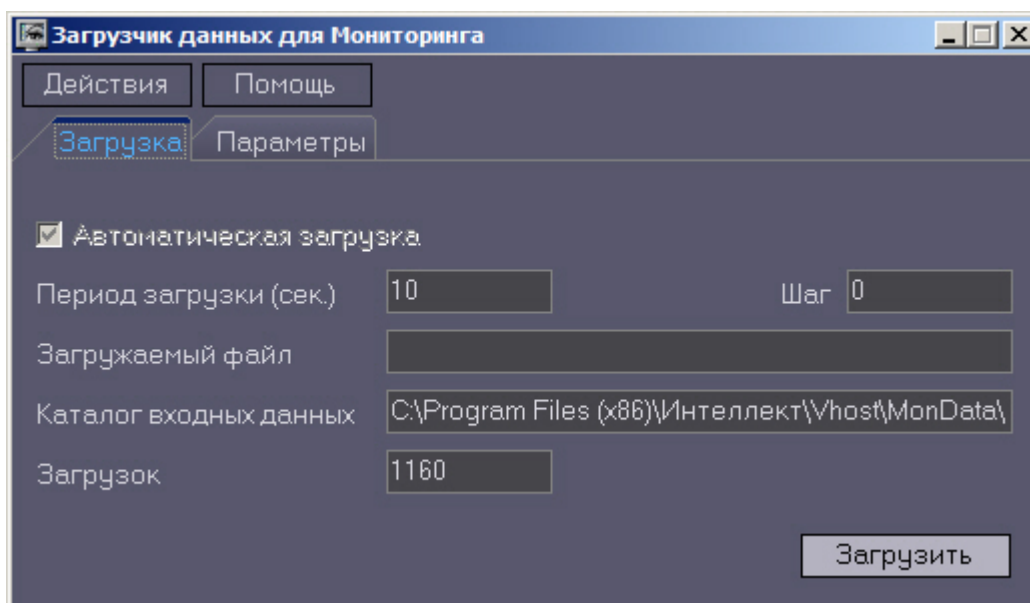 Загрузчик данных для Мониторинга
Действия Помощь
Загрузка Параметры
Автоматическая загрузка
Период загрузки (сек.) 10 Шаг 0
Загружаемый файл
Каталог входных данных C:\Program Files (x86)\Интеллект\Vhost\MonData\
Загрузок 1160
Загрузить